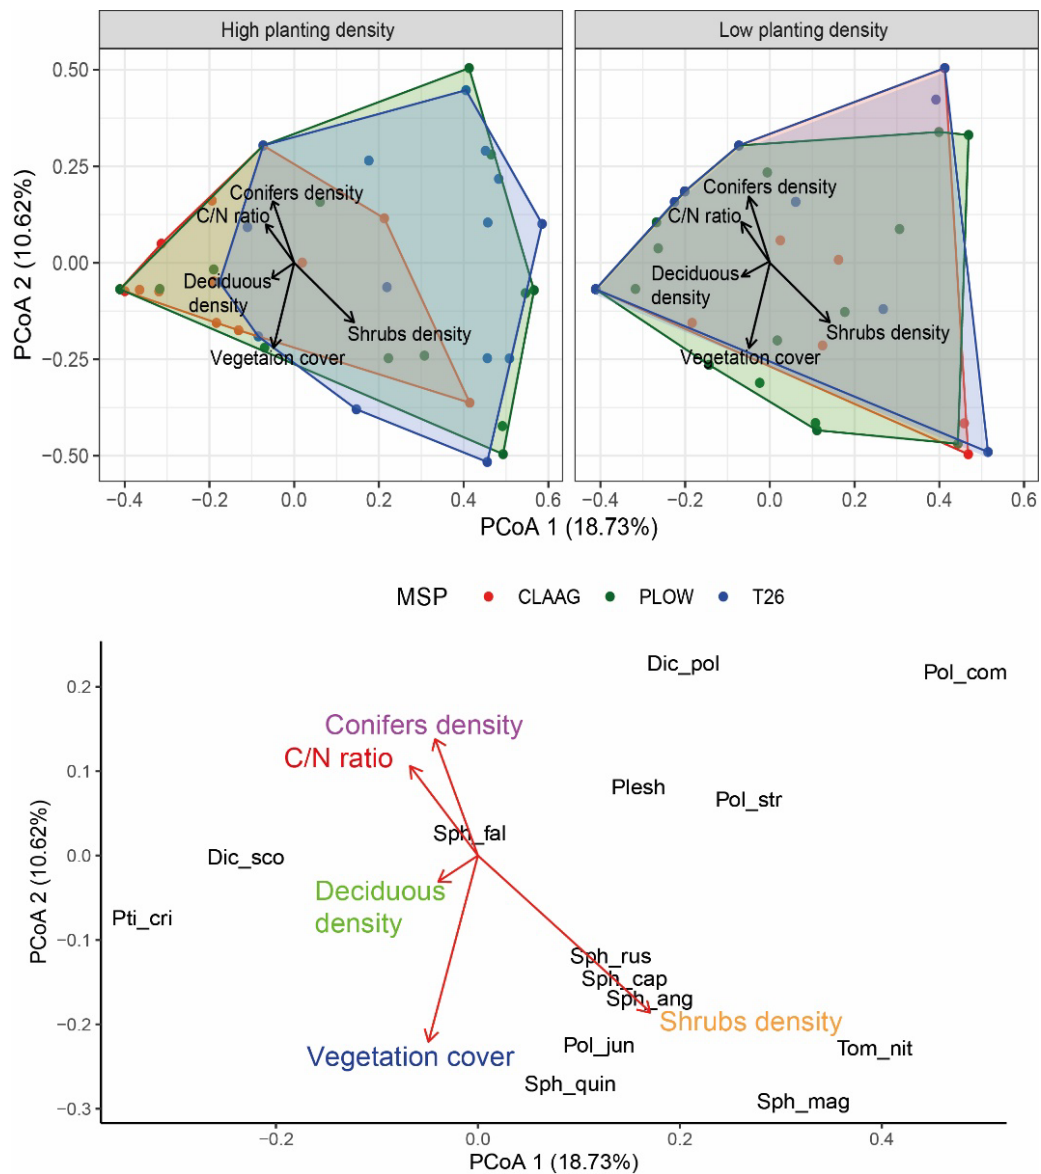 High planting density
Low planting density
PCoA 2 (10.62%)
0.50
0.25
0.00
−0.25
−0.50
Conifers density
C/N ratio
Deciduous
density
Shrubs density
Vegetaion cover
Conifers density
C/N ratio
Deciduous
density
Shrubs density
Vegetation cover
−0.4 −0.2 0.0 0.2 0.4 0.6
−0.4 −0.2 0.0 0.2 0.4 0.6
PCoA 1 (18.73%)
MSP CLAAG PLOW T26
PCoA 2 (10.62%)
0.2
0.1
0.0
−0.1
−0.2
−0.3
Dic_pol
Pol_com
Conifers density
C/N ratio
Plesh
Pol_str
Sph_fal
Dic_sco
Deciduous
density
Pti_cri
Sph_rus
Sph_cap
Sph_ang
Shrubs density
Vegetation cover
Pol_jun
Tom_nit
Sph_quin
Sph_mag
−0.2 0.0 0.2 0.4
PCoA 1 (18.73%)